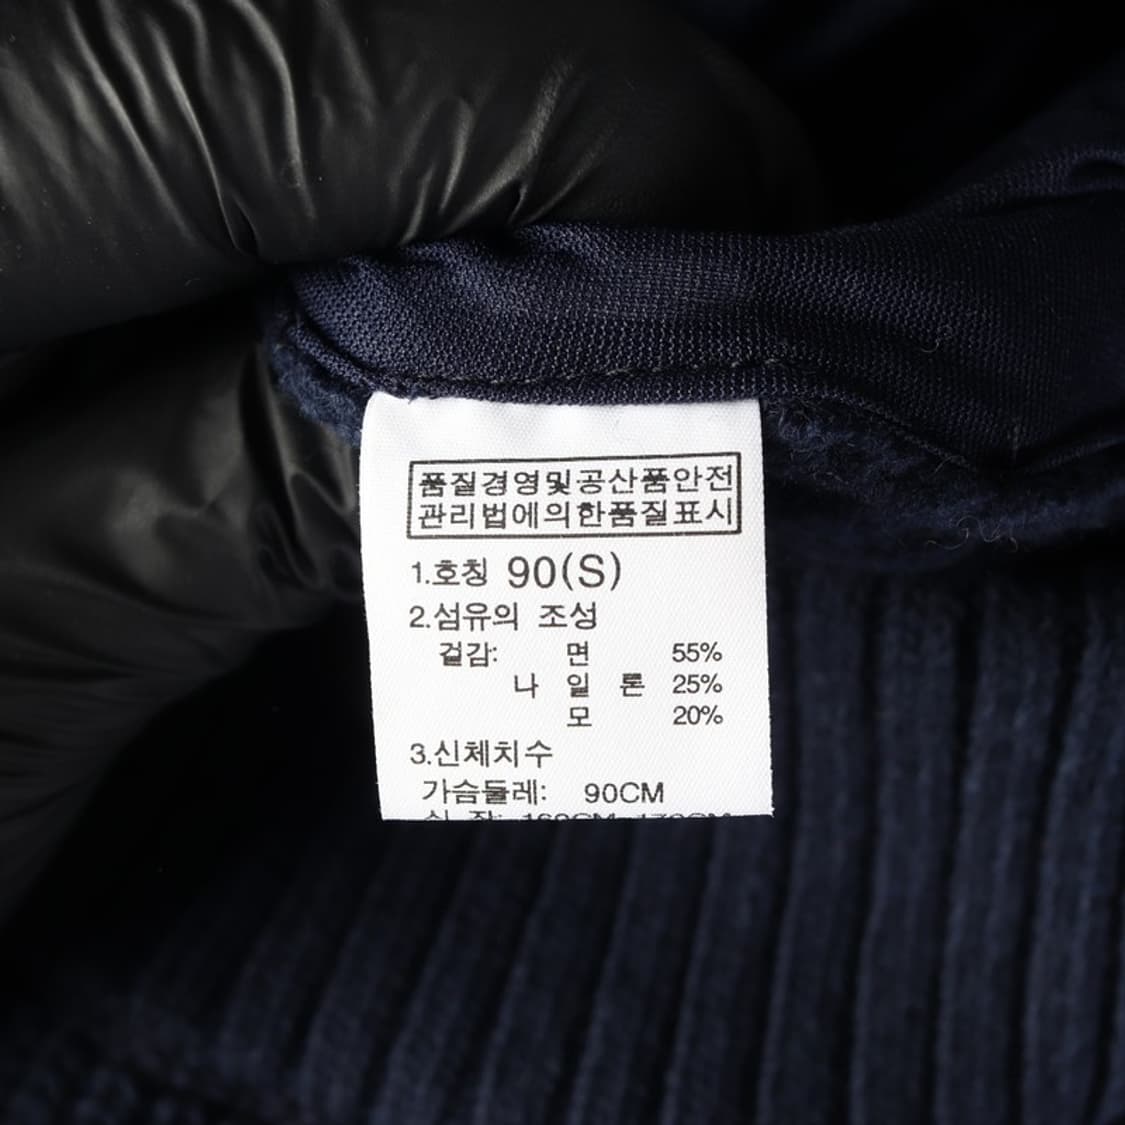 품질경영및공산품안전
관리법에의한품질표시
1.호칭 90(S)
2.섬유의 조성
겉감: 면 55%
나 일 론 25%
모 20%
3.신체치수
가슴둘레: 90CM